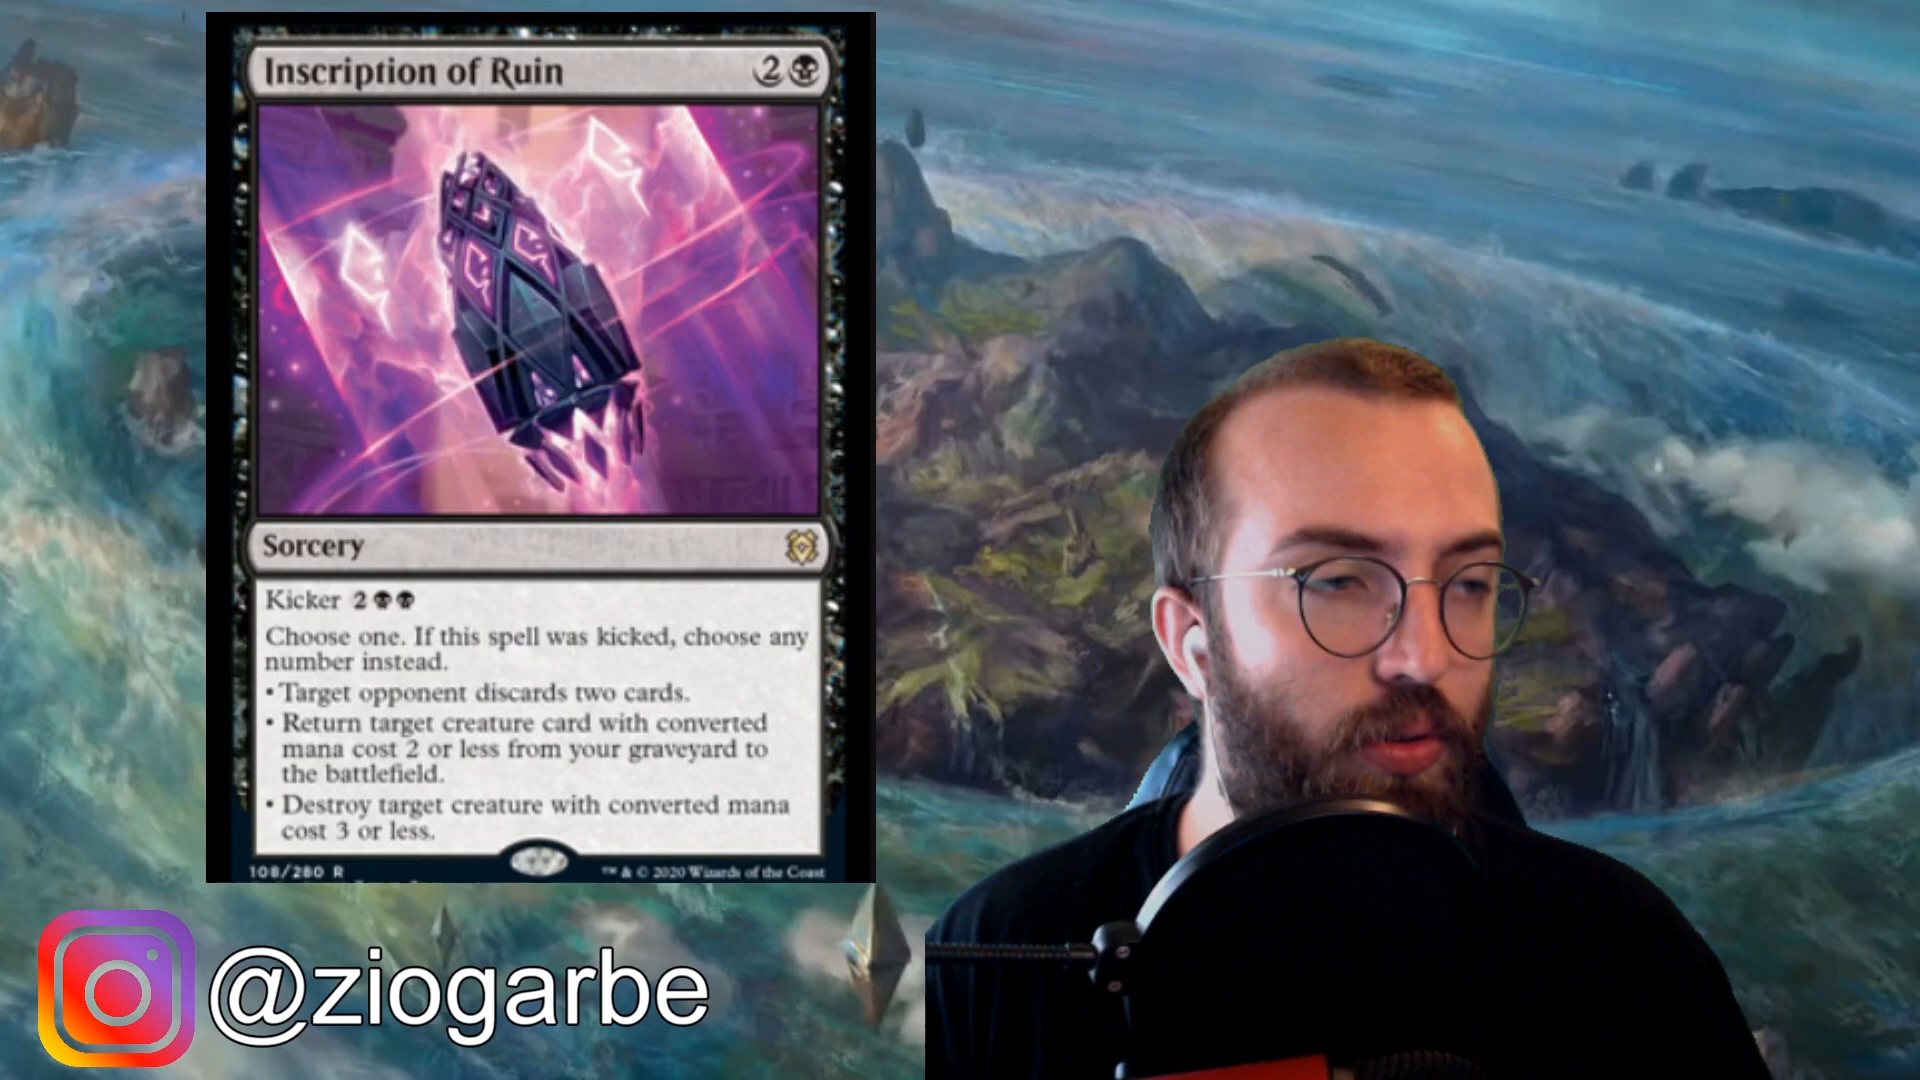 Inscription of Ruin 2
Sorcery
Kicker 2
Choose one. If this spell was kicked, choose any
number instead.
• Target opponent discards two cards.
• Return target creature card with converted
mana cost 2 or less from your graveyard to
the battlefield.
• Destroy target creature with converted mana
cost 3 or less.
108/280 R
™ & © 2020 Wizards of the Coast
@ziogarbe